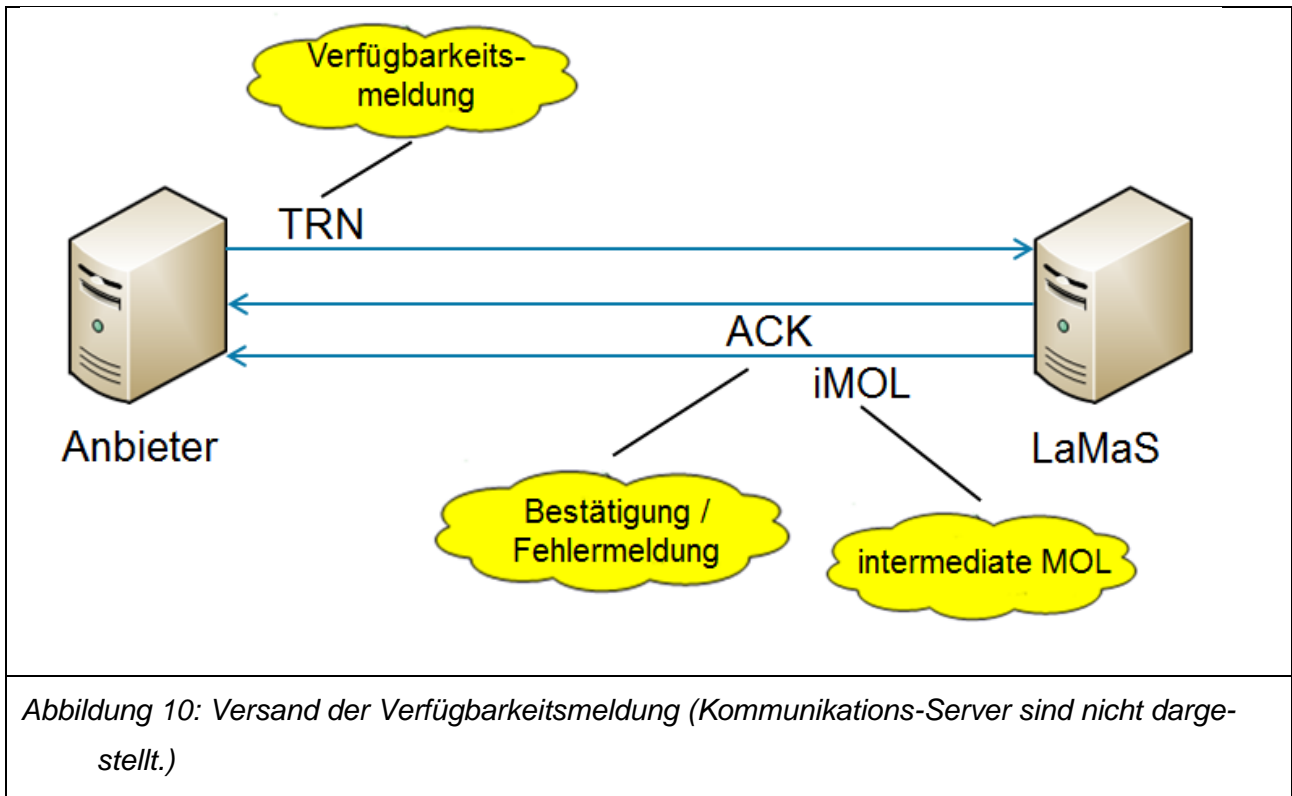 Verfügbarkeits-
meldung
TRN
ACK
iMOL
Anbieter
LaMaS
Bestätigung /
Fehlermeldung
intermediate MOL
Abbildung 10: Versand der Verfügbarkeitsmeldung (Kommunikations-Server sind nicht darge-
stellt.)